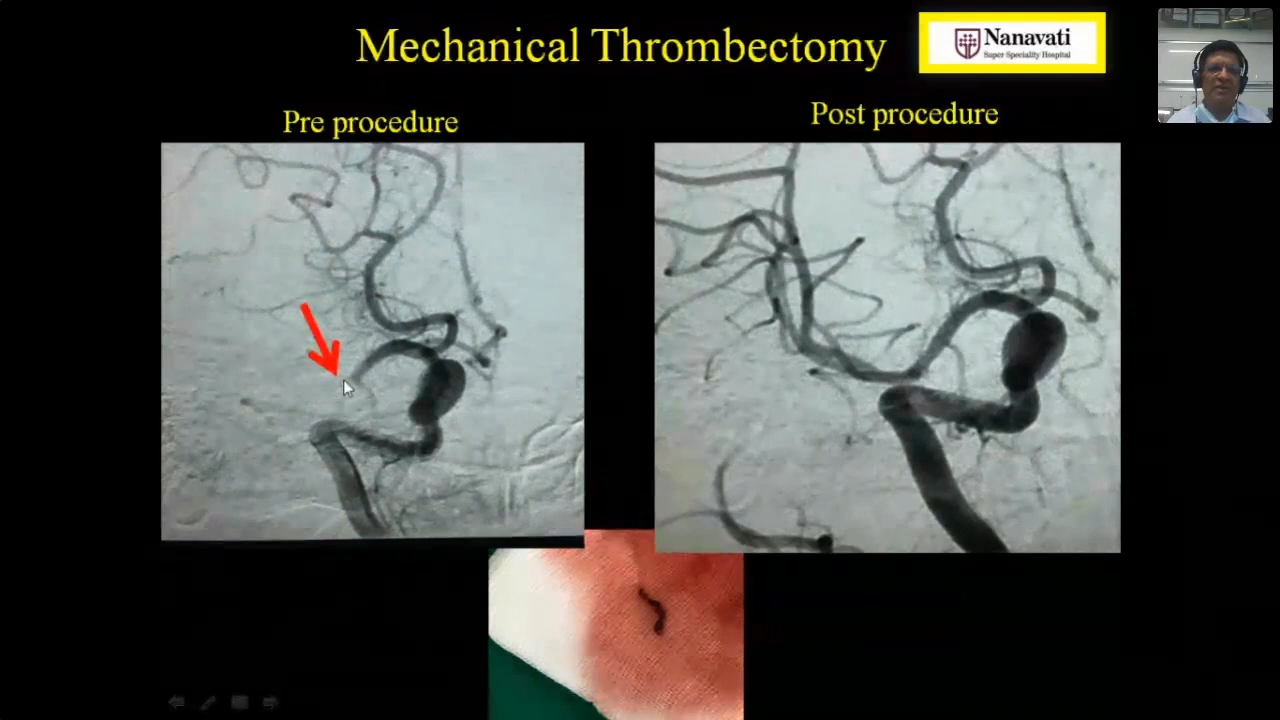 Mechanical Thrombectomy
Nanavati
Super Speciality Hospital
Pre procedure
Post procedure